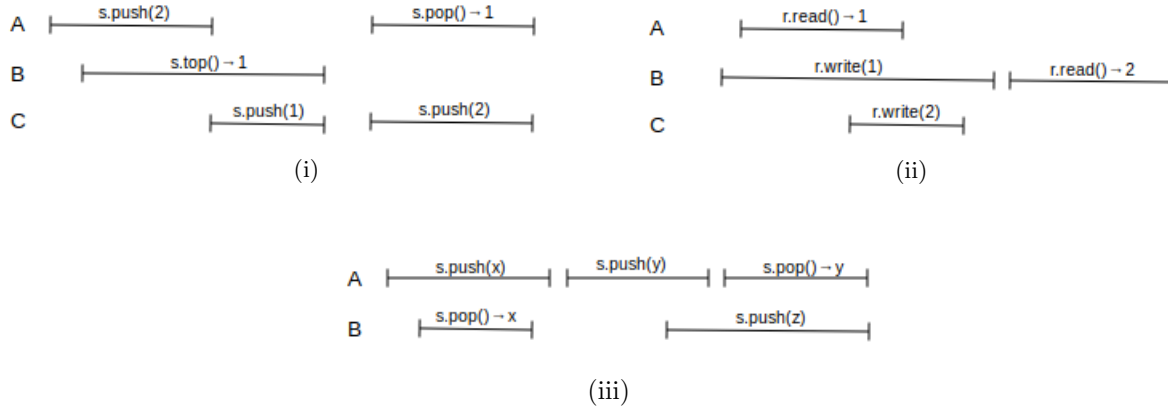 A s.push(2) s.pop()→1
B s.top()→1
C s.push(1) s.push(2)
(i)
A r.read()→1
B r.write(1) r.read()→2
C r.write(2)
(ii)
A s.push(x) s.push(y) s.pop()→y
B s.pop()→x s.push(z)
(iii)